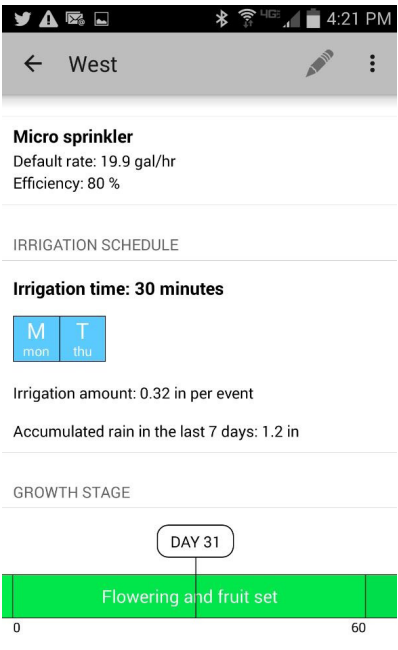 4G
4:21 PM
West
Micro sprinkler
Default rate: 19.9 gal/hr
Efficiency: 80 %
IRRIGATION SCHEDULE
Irrigation time: 30 minutes
M T
mon thu
Irrigation amount: 0.32 in per event
Accumulated rain in the last 7 days: 1.2 in
GROWTH STAGE
DAY 31
Flowering and fruit set
0 60